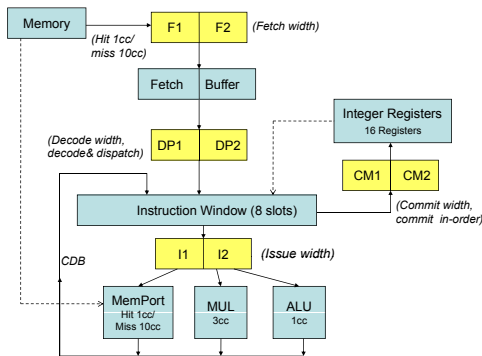 Memory
F1 F2
(Fetch width)
(Hit 1cc/
miss 10cc)
Fetch Buffer
Integer Registers
16 Registers
(Decode width,
decode& dispatch)
DP1 DP2
CM1 CM2
Instruction Window (8 slots)
(Commit width,
commit in-order)
I1 I2
(Issue width)
CDB
MemPort
Hit 1cc/
Miss 10cc
MUL
3cc
ALU
1cc